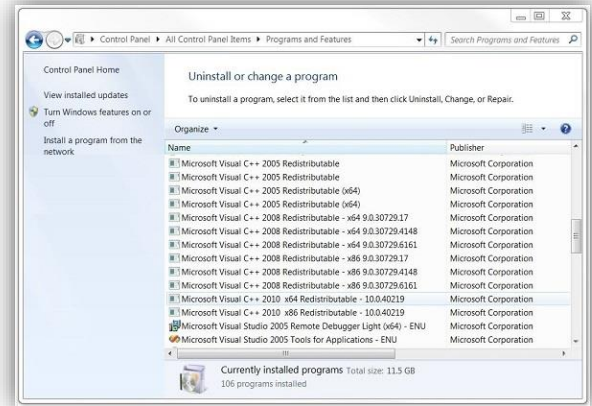 Control Panel ▸ All Control Panel Items ▸ Programs and Features
Search Programs and Features
Control Panel Home
View installed updates
Turn Windows features on or
off
Install a program from the
network
Uninstall or change a program
To uninstall a program, select it from the list and then click Uninstall, Change, or Repair.
Organize
Name Publisher
Microsoft Visual C++ 2005 Redistributable Microsoft Corporation
Microsoft Visual C++ 2005 Redistributable Microsoft Corporation
Microsoft Visual C++ 2005 Redistributable (x64) Microsoft Corporation
Microsoft Visual C++ 2005 Redistributable (x64) Microsoft Corporation
Microsoft Visual C++ 2008 Redistributable - x64 9.0.30729.17 Microsoft Corporation
Microsoft Visual C++ 2008 Redistributable - x64 9.0.30729.4148 Microsoft Corporation
Microsoft Visual C++ 2008 Redistributable - x64 9.0.30729.6161 Microsoft Corporation
Microsoft Visual C++ 2008 Redistributable - x86 9.0.30729.17 Microsoft Corporation
Microsoft Visual C++ 2008 Redistributable - x86 9.0.30729.4148 Microsoft Corporation
Microsoft Visual C++ 2008 Redistributable - x86 9.0.30729.6161 Microsoft Corporation
Microsoft Visual C++ 2010 x64 Redistributable - 10.0.40219 Microsoft Corporation
Microsoft Visual C++ 2010 x86 Redistributable - 10.0.40219 Microsoft Corporation
Microsoft Visual Studio 2005 Remote Debugger Light (x64) - ENU Microsoft Corporation
Microsoft Visual Studio 2005 Tools for Applications - ENU Microsoft Corporation
Currently installed programs Total size: 11.5 GB
106 programs installed